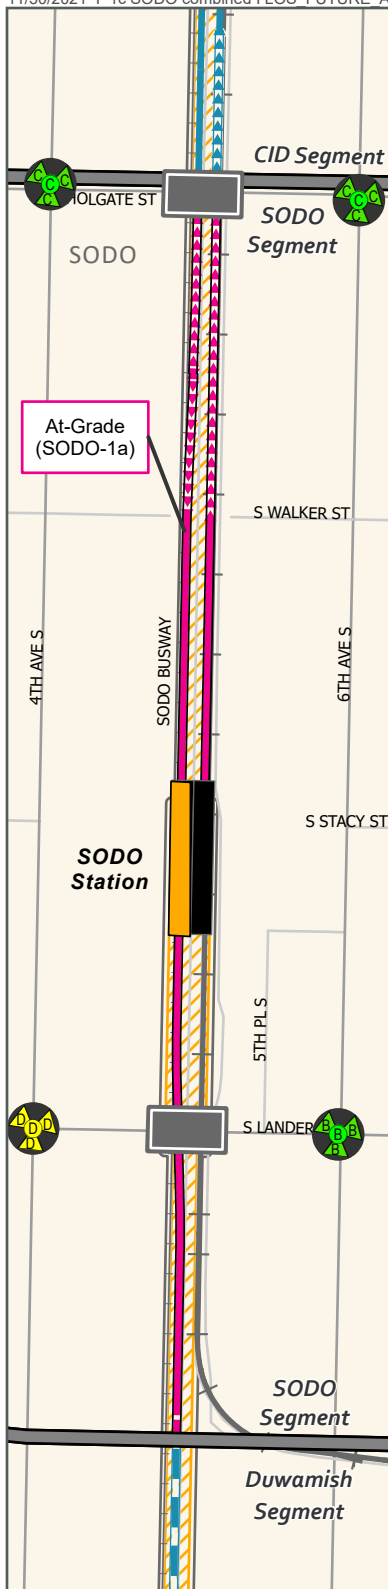 CID Segment
C C C C
C C C C
HOLGATE ST
SODO
Segment
SODO
At-Grade
(SODO-1a)
S WALKER ST
4TH AVE S
SODO BUSWAY
6TH AVE S
S STACY ST
SODO
Station
5TH PL S
D D D D
S LANDER
B B B B
SODO
Segment
Duwamish
Segment